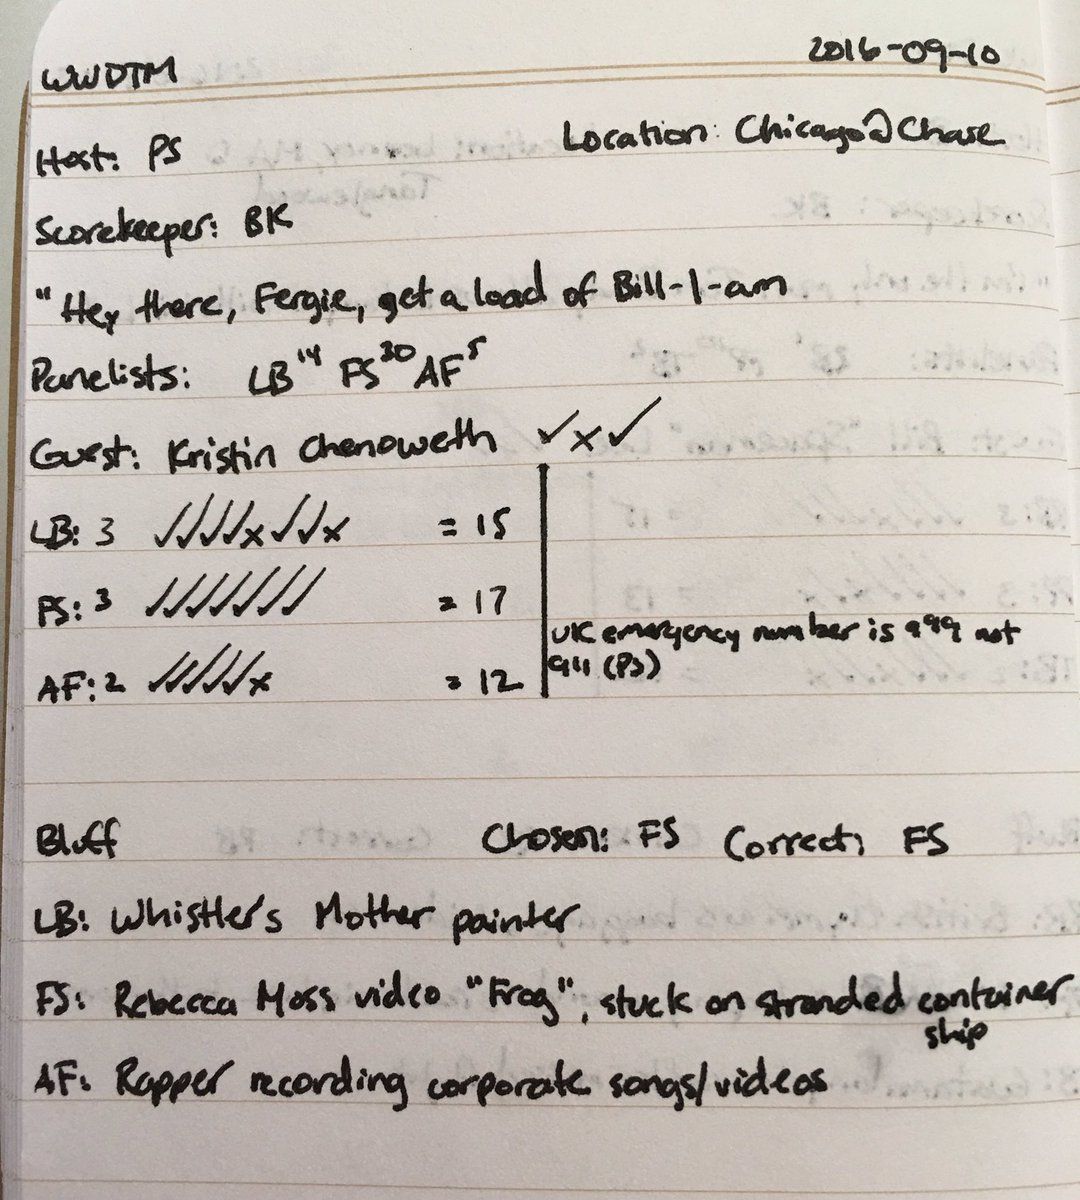 WWDTM 2016-09-10
Host: PS Location: Chicago@Chase
Scorekeeper: BK
"Hey there, Fergie, get a load of Bill-I-am
Panelists: LB 14 FS 30 AF 5
Guest: Kristin Chenoweth ✓x✓
LB: 3 ✓✓✓✓x✓✓x = 15
FS: 3 ✓✓✓✓✓✓✓ = 17
AF: 2 ✓✓✓✓✓x = 12
UK emergency number is 999 not
911 (PS)
Bluff Chosen: FS Correct: FS
LB: Whistler's Mother painter
FS: Rebecca Moss video "Frog", stuck on stranded container
ship
AF: Rapper recording corporate songs/videos